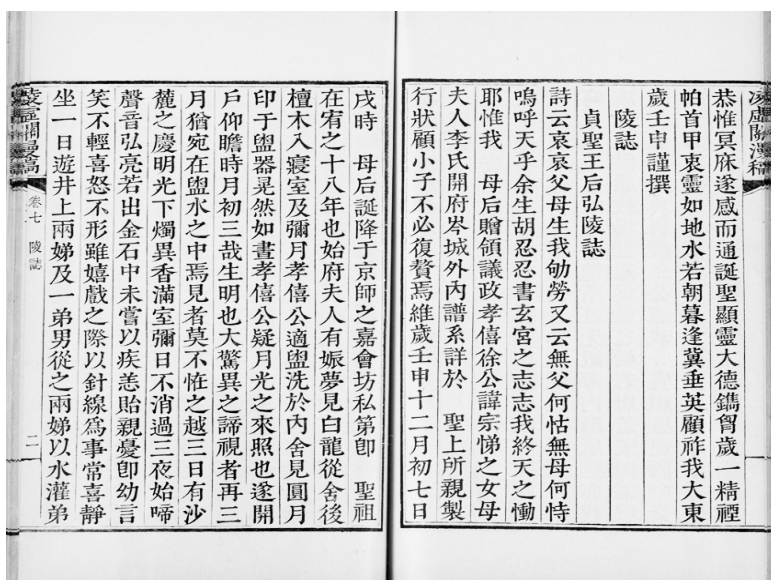 凌虛關漫稿
恭惟冥庥遂感而通誕聖顯靈大德鐫胷歲一精禋
帕首甲衷靈如地水若朝暮逢冀垂英顧祚我大東
歲壬申謹撰
陵誌
貞聖王后弘陵誌
詩云哀哀父母生我劬勞又云無父何怙無母何恃
嗚呼天乎余生胡忍忍書玄宮之志志我終天之慟
耶惟我 母后贈領議政孝僖徐公諱宗悌之女母
夫人李氏開府岑城外內譜系詳於 聖上所親製
行狀顧小子不必復贅焉維歲壬申十二月初七日
戌時 母后誕降于京師之嘉會坊私第卽 聖祖
在宥之十八年也始府夫人有娠夢見白龍從舍後
檀木入寢室及彌月孝僖公適盥洗於內舍見圓月
印于盥器晃然如晝孝僖公疑月光之來照也遂開
戶仰瞻時月初三哉生明也大驚異之諦視者再三
月猶宛在盥水之中焉見者莫不恠之越三日有沙
麓之慶明光下燭異香滿室彌日不消過三夜始啼
聲音弘亮若出金石中未嘗以疾恙貽親憂卽幼言
笑不輕喜怒不形雖嬉戲之際以針線爲事常喜靜
坐一日遊井上兩娣及一弟男從之兩娣以水灌弟
凌虛關漫稿
卷七 陵誌
二